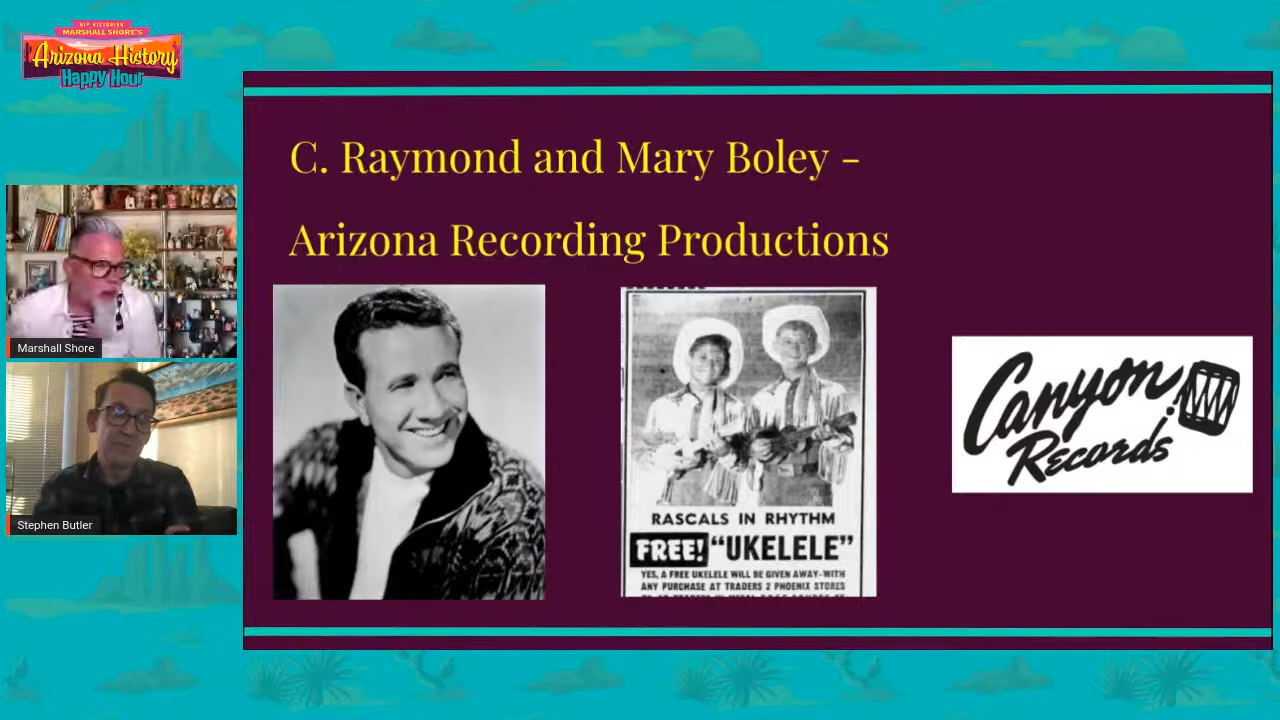 HIP HISTORIAN
MARSHALL SHORE'S
Arizona History
Happy Hour
C. Raymond and Mary Boley –
Arizona Recording Productions
Marshall Shore
Stephen Butler
RASCALS IN RHYTHM
FREE! "UKELELE"
YES, A FREE UKELELE WILL BE GIVEN AWAY—WITH
ANY PURCHASE AT TRADERS 2 PHOENIX STORES
Canyon
Records